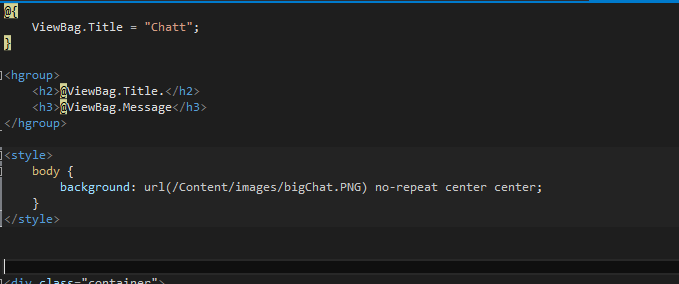 @{
ViewBag.Title = "Chatt";
}
<hgroup>
<h2>@ViewBag.Title.</h2>
<h3>@ViewBag.Message</h3>
</hgroup>
<style>
body {
background: url(/Content/images/bigChat.PNG) no-repeat center center;
}
</style>
<div class="container">